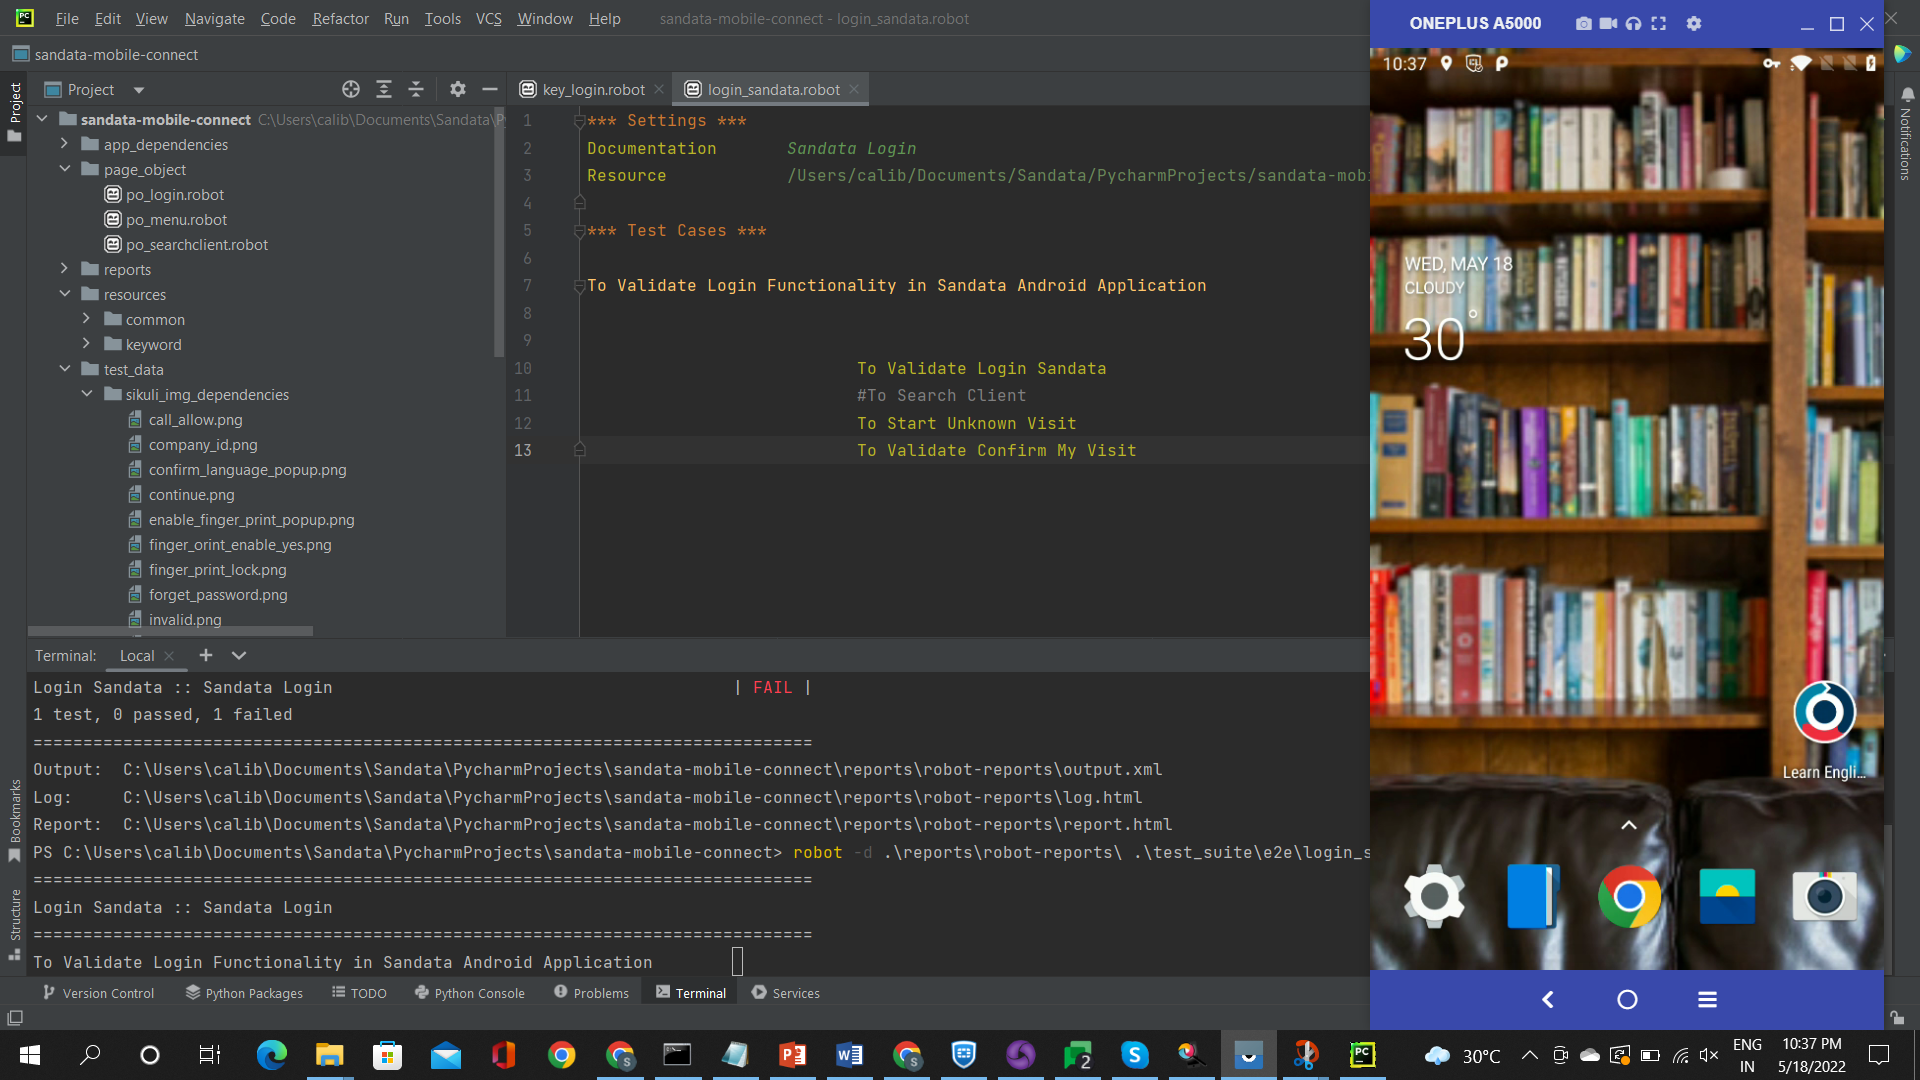 File Edit View Navigate Code Refactor Run Tools VCS Window Help sandata-mobile-connect - login_sandata.robot
sandata-mobile-connect
Project
Project
sandata-mobile-connect C:\Users\calib\Documents\Sandata\P
app_dependencies
page_object
po_login.robot
po_menu.robot
po_searchclient.robot
reports
resources
common
keyword
test_data
sikuli_img_dependencies
call_allow.png
company_id.png
confirm_language_popup.png
continue.png
enable_finger_print_popup.png
finger_orint_enable_yes.png
finger_print_lock.png
forget_password.png
invalid.png
key_login.robot login_sandata.robot
1 *** Settings ***
2 Documentation Sandata Login
3 Resource /Users/calib/Documents/Sandata/PycharmProjects/sandata-mobi
4
5 *** Test Cases ***
6
7 To Validate Login Functionality in Sandata Android Application
8
9
10 To Validate Login Sandata
11 #To Search Client
12 To Start Unknown Visit
13 To Validate Confirm My Visit
Terminal: Local
Login Sandata :: Sandata Login | FAIL |
1 test, 0 passed, 1 failed
==============================================================================
Output: C:\Users\calib\Documents\Sandata\PycharmProjects\sandata-mobile-connect\reports\robot-reports\output.xml
Log: C:\Users\calib\Documents\Sandata\PycharmProjects\sandata-mobile-connect\reports\robot-reports\log.html
Report: C:\Users\calib\Documents\Sandata\PycharmProjects\sandata-mobile-connect\reports\robot-reports\report.html
PS C:\Users\calib\Documents\Sandata\PycharmProjects\sandata-mobile-connect> robot -d .\reports\robot-reports\ .\test_suite\e2e\login_s
==============================================================================
Login Sandata :: Sandata Login
==============================================================================
To Validate Login Functionality in Sandata Android Application
Bookmarks
Structure
Version Control Python Packages TODO Python Console Problems Terminal Services
ONEPLUS A5000
10:37
WED, MAY 18
CLOUDY
30°
Learn Engli...
Notifications
30°C
ENG
IN
10:37 PM
5/18/2022